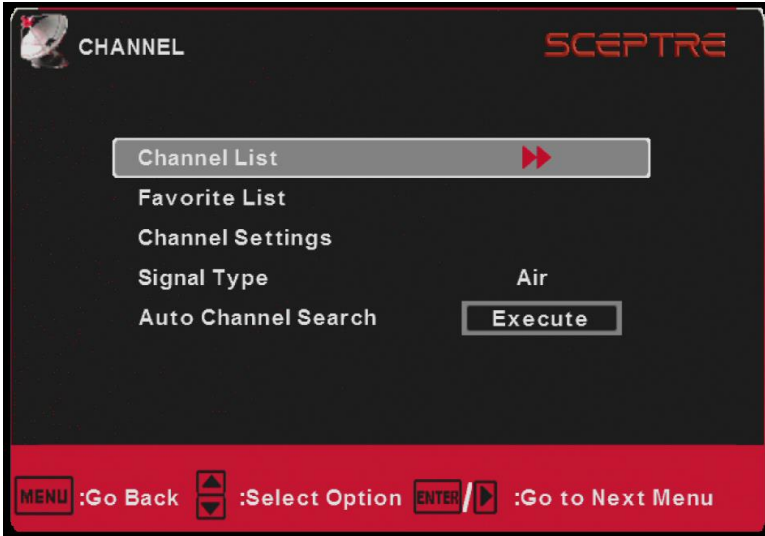 CHANNEL
SCEPTRE
Channel List
Favorite List
Channel Settings
Signal Type Air
Auto Channel Search Execute
MENU :Go Back :Select Option ENTER/ :Go to Next Menu